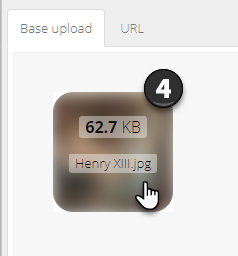 Base upload URL
4
62.7 KB
Henry XIII.jpg